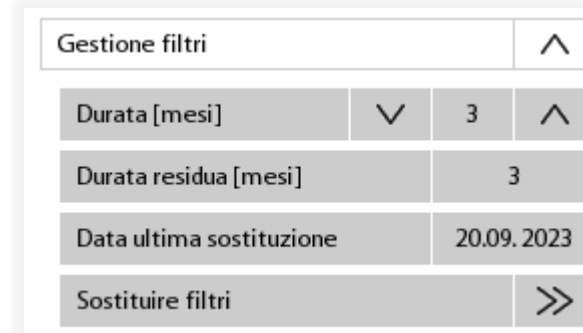 Gestione filtri
Durata [mesi] 3
Durata residua [mesi] 3
Data ultima sostituzione 20.09. 2023
Sostituire filtri